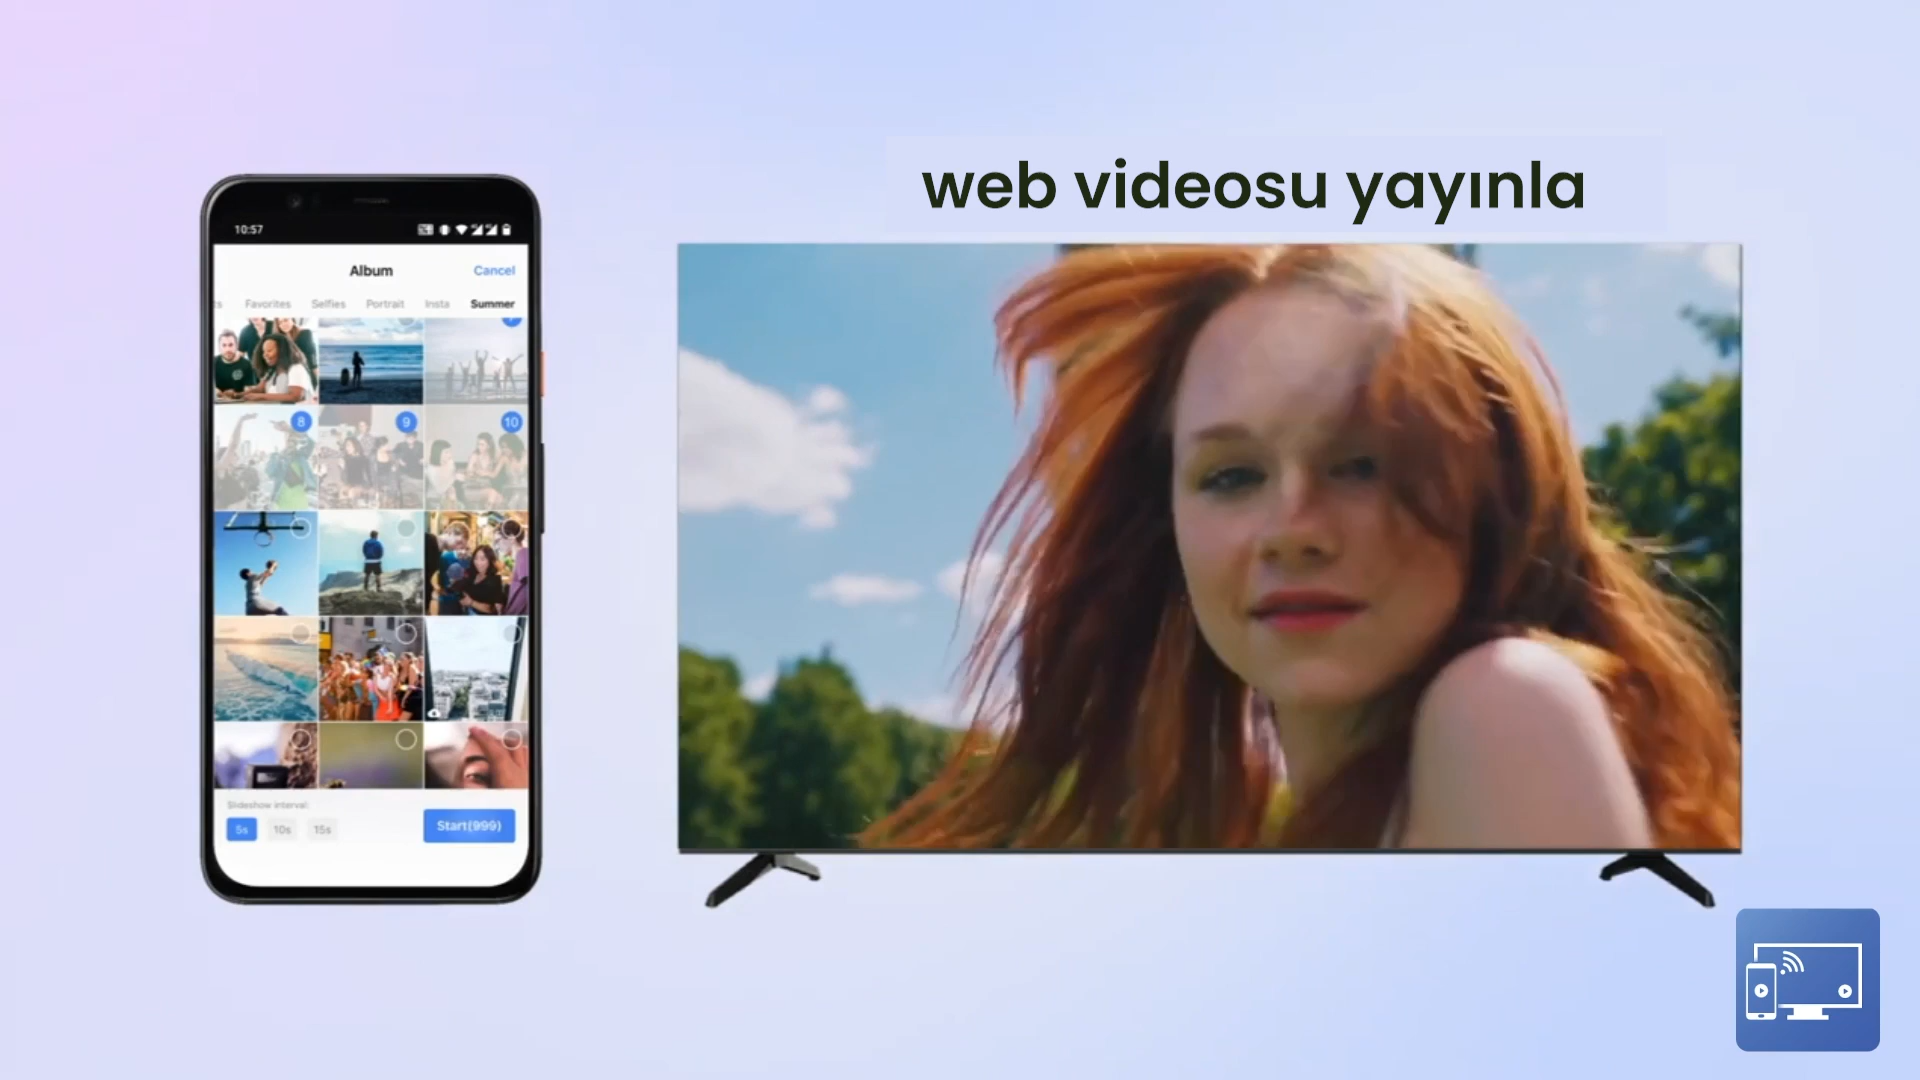 web videosu yayınla
10:57
Album
Cancel
Favorites Selfies Portrait Insta Summer
8 9 10
Slideshow interval:
5s 10s 15s
Start(999)